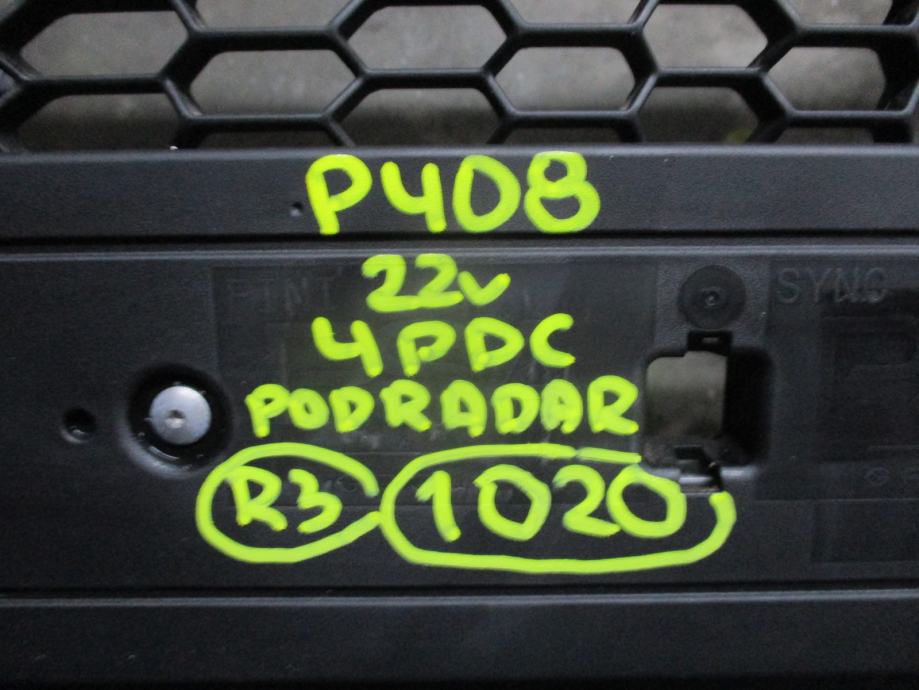 P408
22v
4PDC
PODRADAR
R3 1020
SYNC